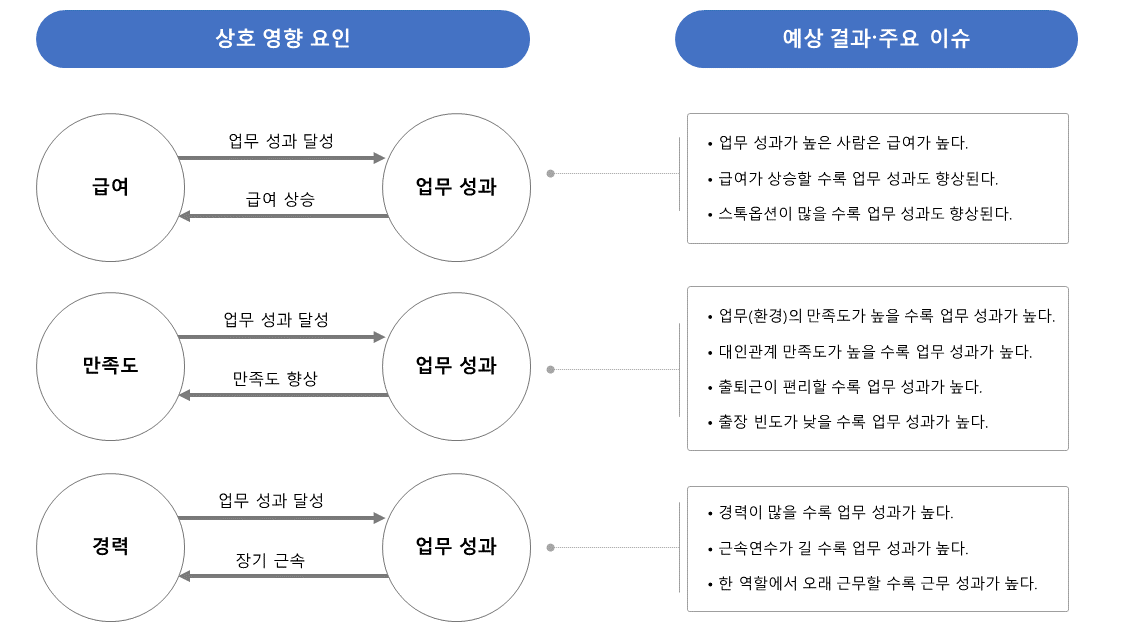 상호 영향 요인
예상 결과·주요 이슈
업무 성과 달성
급여
업무 성과
급여 상승
• 업무 성과가 높은 사람은 급여가 높다.
• 급여가 상승할 수록 업무 성과도 향상된다.
• 스톡옵션이 많을 수록 업무 성과도 향상된다.
업무 성과 달성
만족도
업무 성과
만족도 향상
• 업무(환경)의 만족도가 높을 수록 업무 성과가 높다.
• 대인관계 만족도가 높을 수록 업무 성과가 높다.
• 출퇴근이 편리할 수록 업무 성과가 높다.
• 출장 빈도가 낮을 수록 업무 성과가 높다.
업무 성과 달성
경력
업무 성과
장기 근속
• 경력이 많을 수록 업무 성과가 높다.
• 근속연수가 길 수록 업무 성과가 높다.
• 한 역할에서 오래 근무할 수록 근무 성과가 높다.